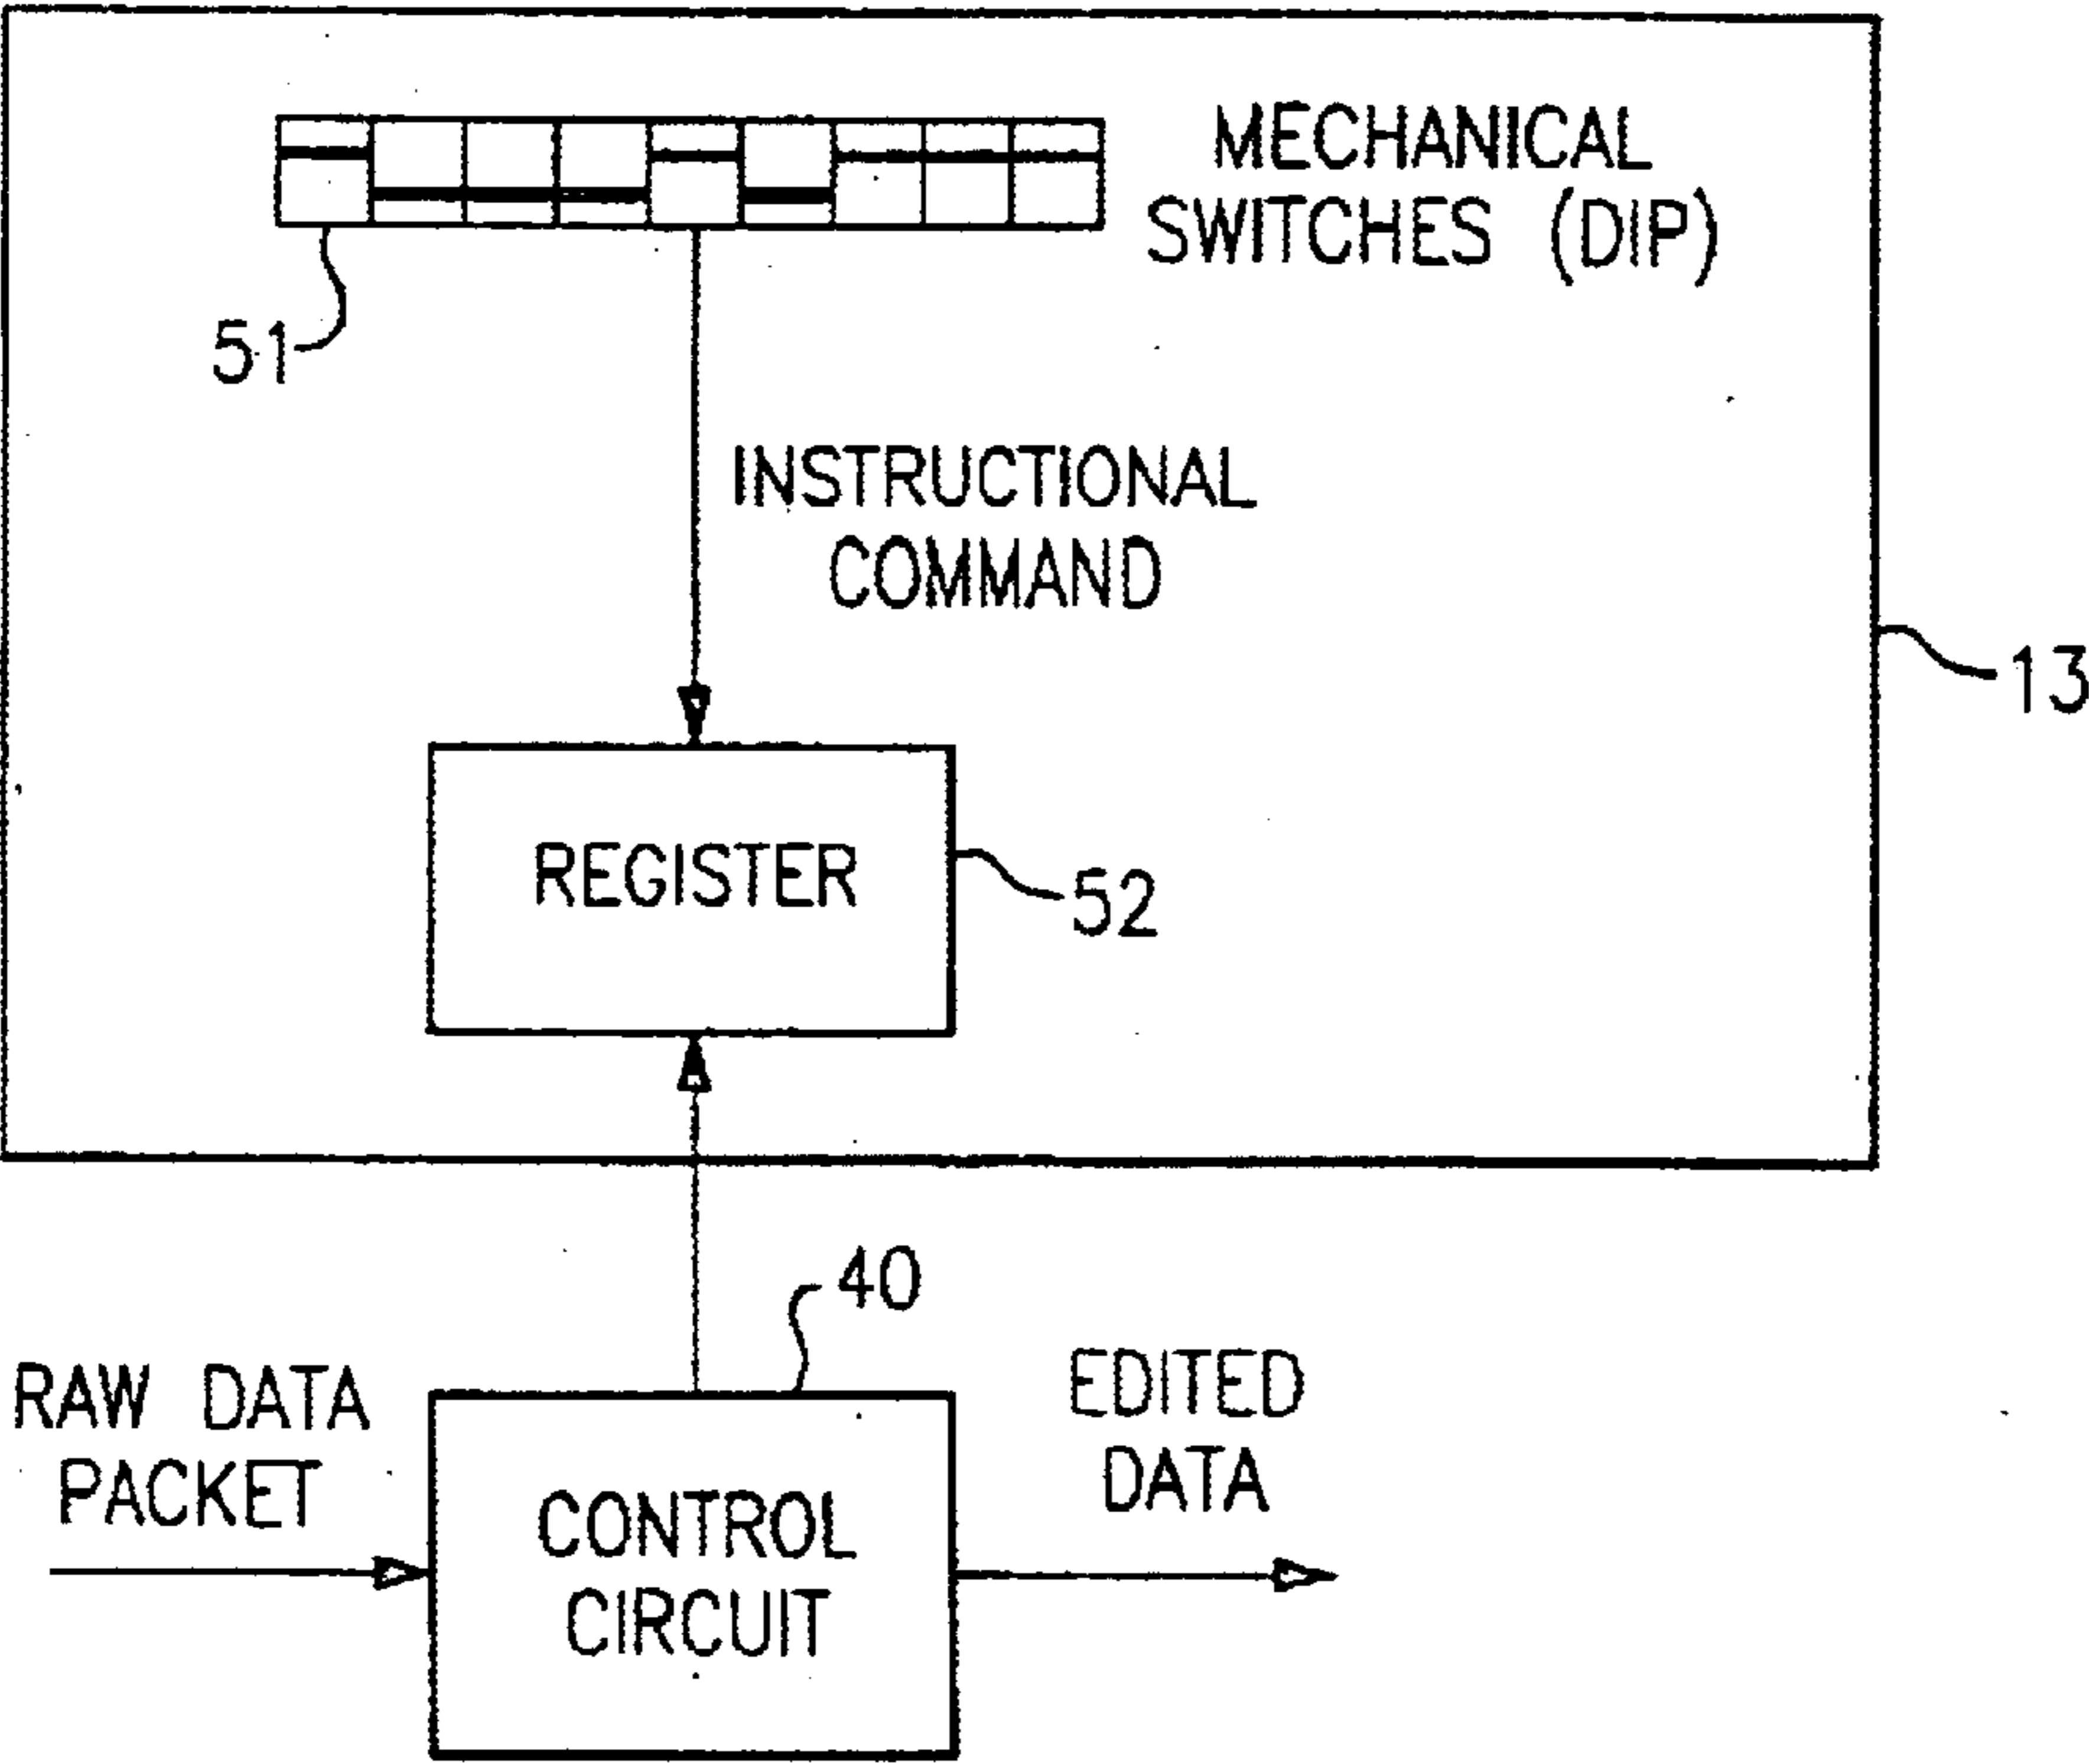 MECHANICAL
SWITCHES (DIP)
51
INSTRUCTIONAL
COMMAND
13
REGISTER
52
40
RAW DATA
PACKET
EDITED
DATA
CONTROL
CIRCUIT